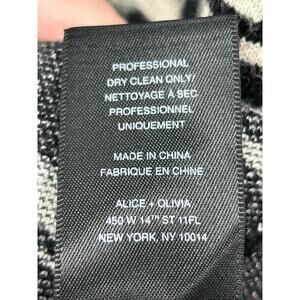 PROFESSIONAL
DRY CLEAN ONLY/
NETTOYAGE À SEC
PROFESSIONNEL
UNIQUEMENT
MADE IN CHINA
FABRIQUE EN CHINE
ALICE + OLIVIA
450 W 14TH ST 11FL
NEW YORK, NY 10014